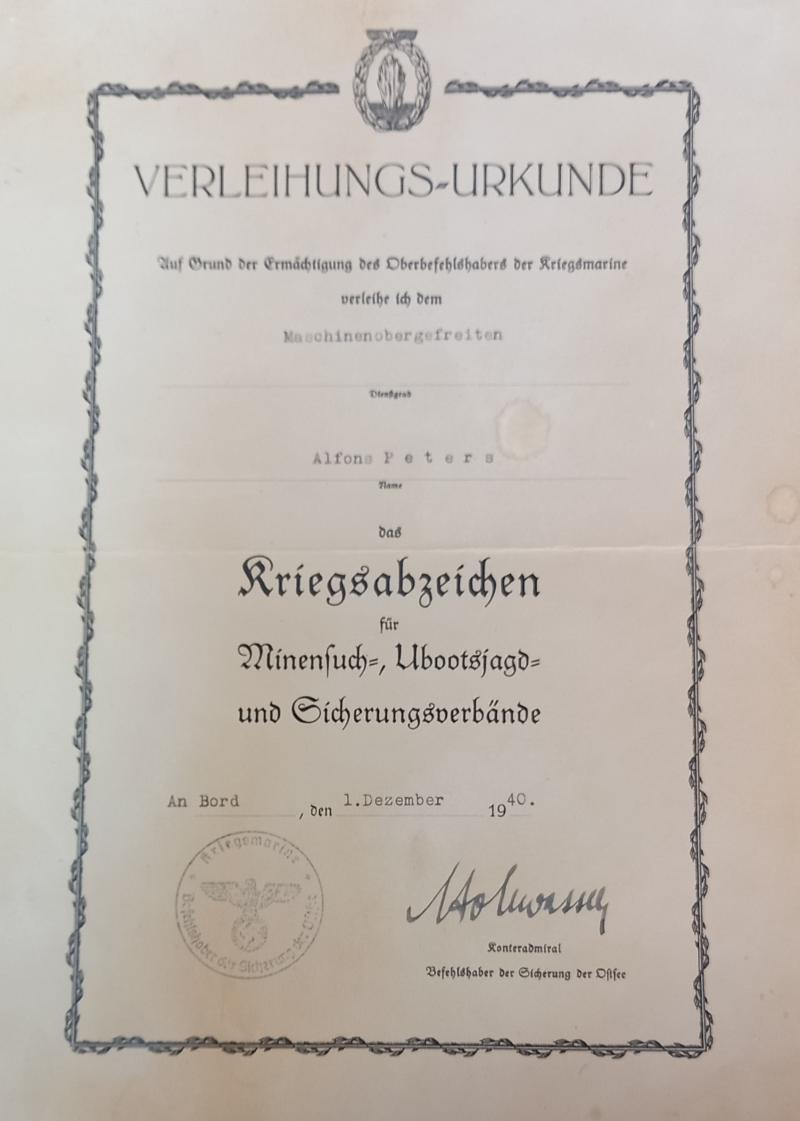 VERLEIHUNGS-URKUNDE
Auf Grund der Ermächtigung des Oberbefehlshabers der Kriegsmarine
verleihe ich dem
Maschinenobergefreiten
Dienstgrad
Alfons Peters
Name
das
Kriegsabzeichen
für
Minensuch-, Ubootsjagd-
und Sicherungsverbände
An Bord, den 1.Dezember 1940.
Kriegsmarine
Befehlshaber der Sicherung der Ostsee
Konteradmiral
Befehlshaber der Sicherung der Ostsee